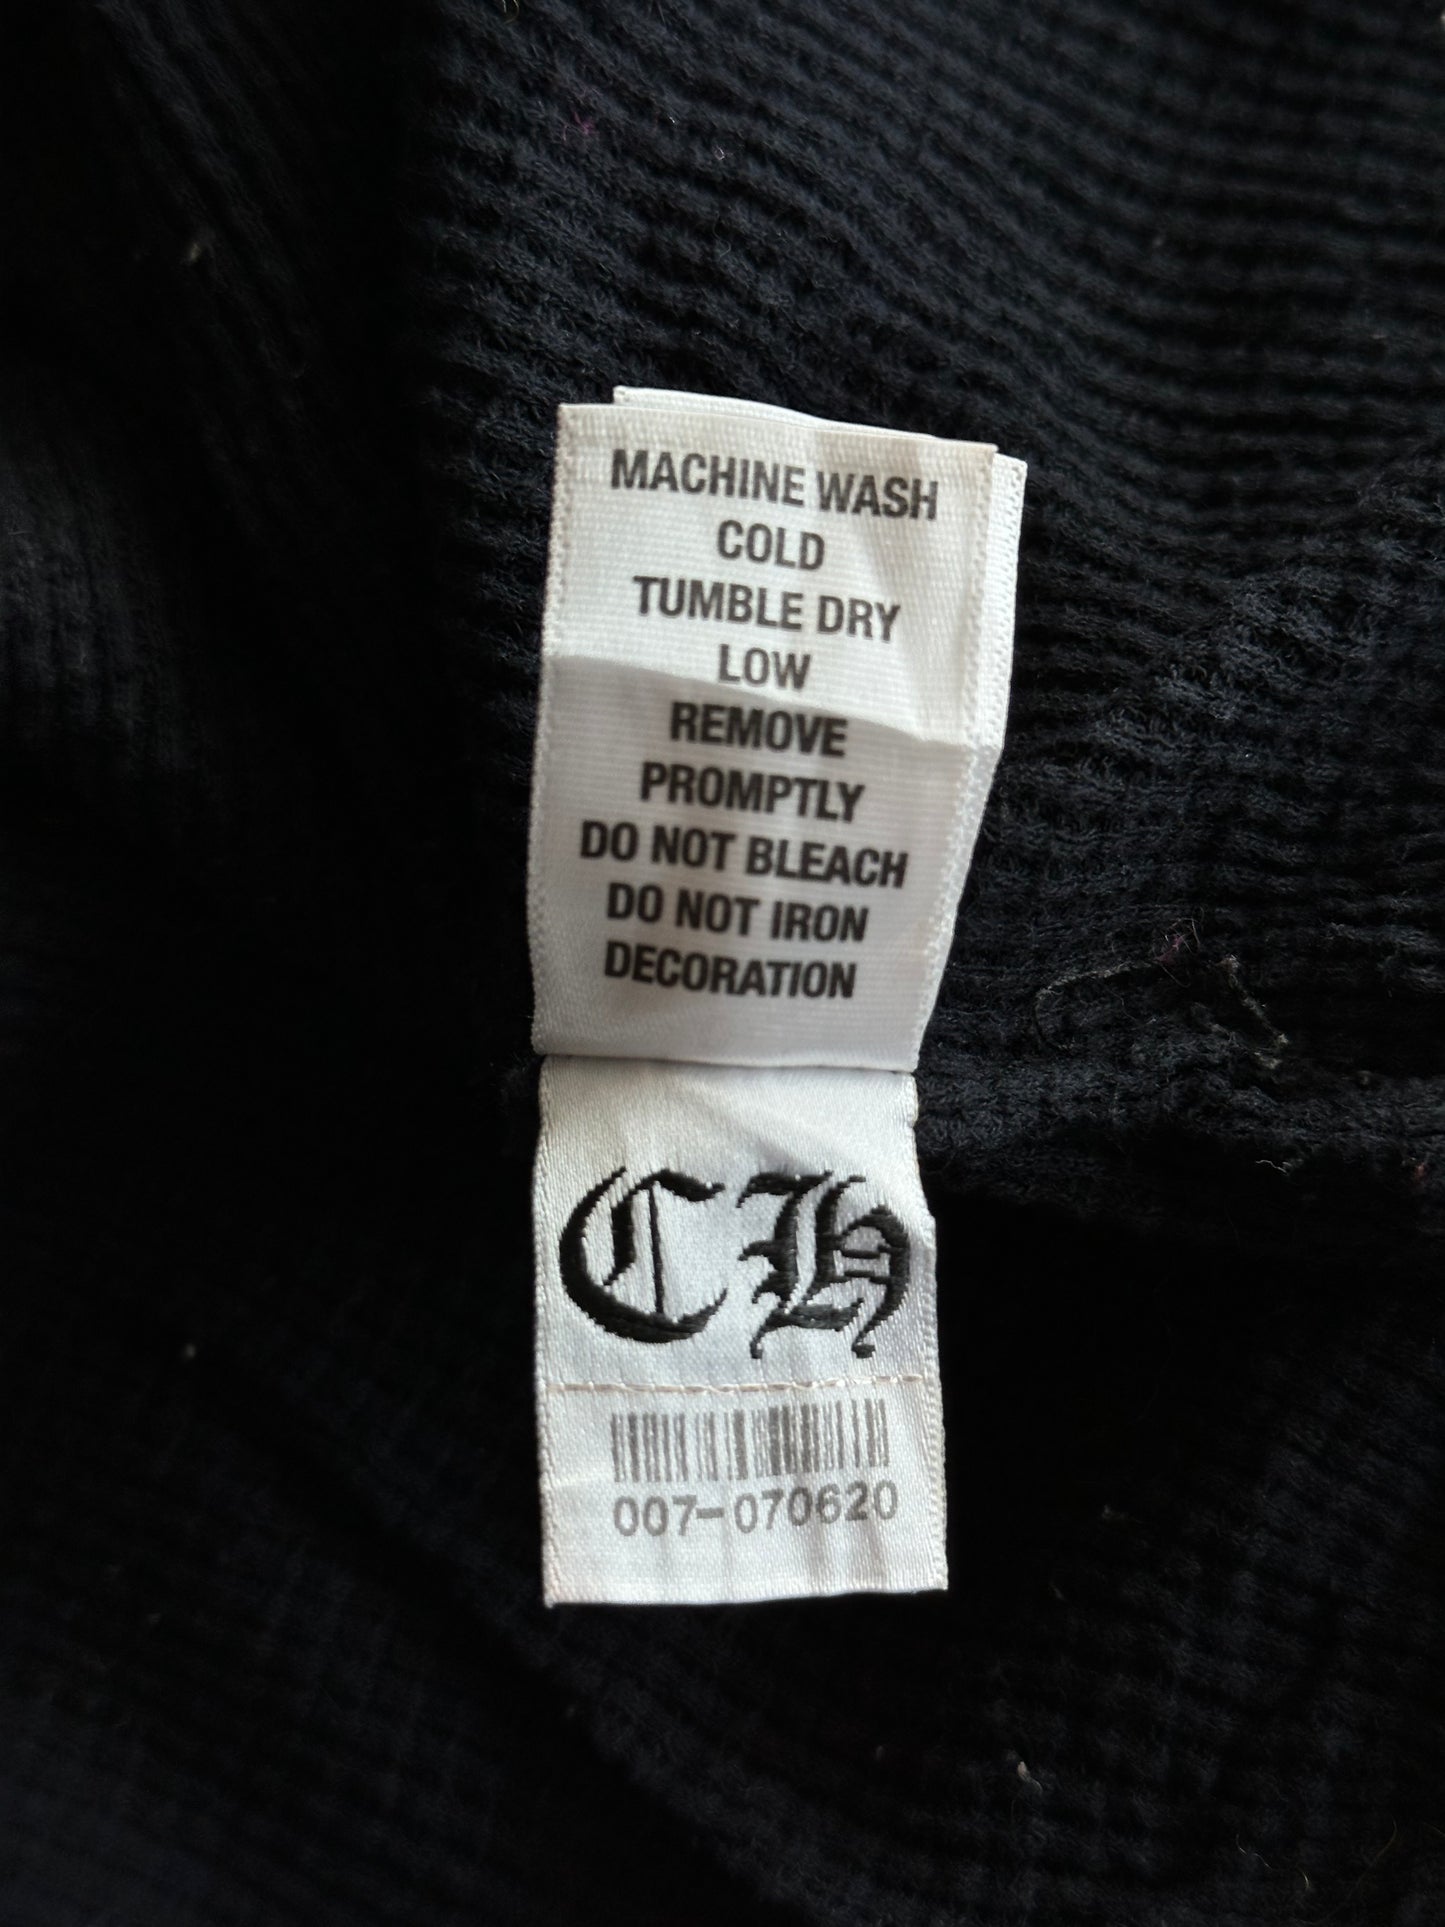 MACHINE WASH
COLD
TUMBLE DRY
LOW
REMOVE
PROMPTLY
DO NOT BLEACH
DO NOT IRON
DECORATION
CH
007-070620